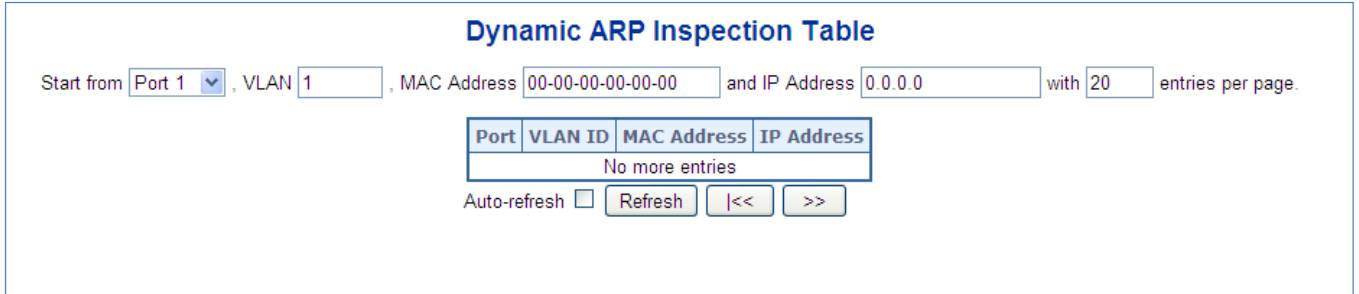 Dynamic ARP Inspection Table
Start from Port 1 , VLAN 1 , MAC Address 00-00-00-00-00-00 and IP Address 0.0.0.0 with 20 entries per page.
Port VLAN ID MAC Address IP Address
No more entries
Auto-refresh Refresh |<< >>